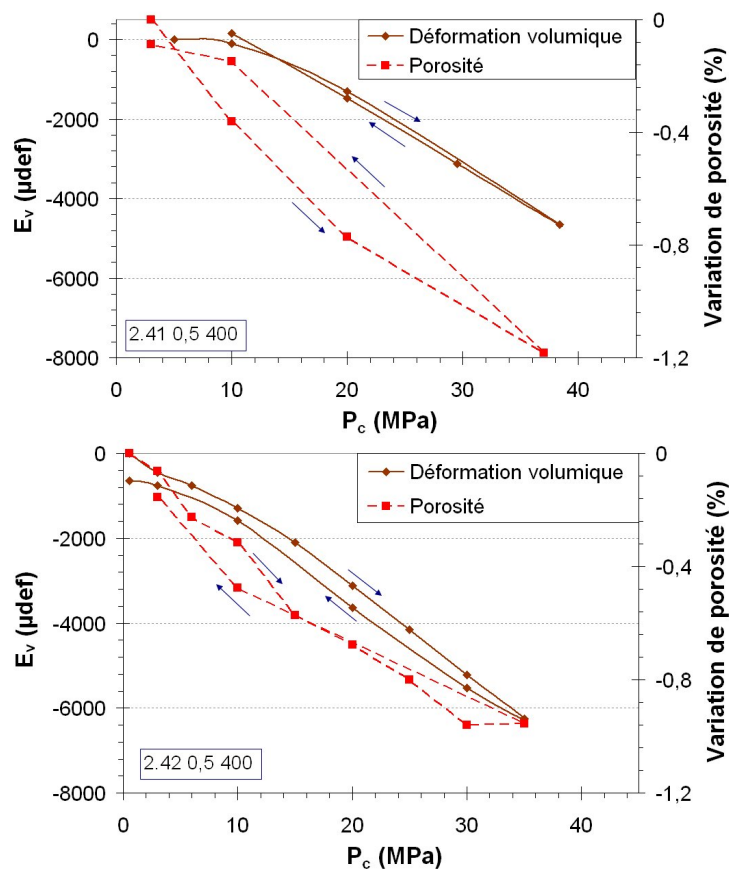 Déformation volumique
Porosité
0
-2000
-4000
-6000
-8000
Eᵥ (µdef)
0
-0,4
-0,8
-1,2
Variation de porosité (%)
2.41 0,5 400
0 10 20 30 40
P꜀ (MPa)
Déformation volumique
Porosité
0
-2000
-4000
-6000
-8000
Eᵥ (µdef)
0
-0,4
-0,8
-1,2
Variation de porosité (%)
2.42 0,5 400
0 10 20 30 40
P꜀ (MPa)